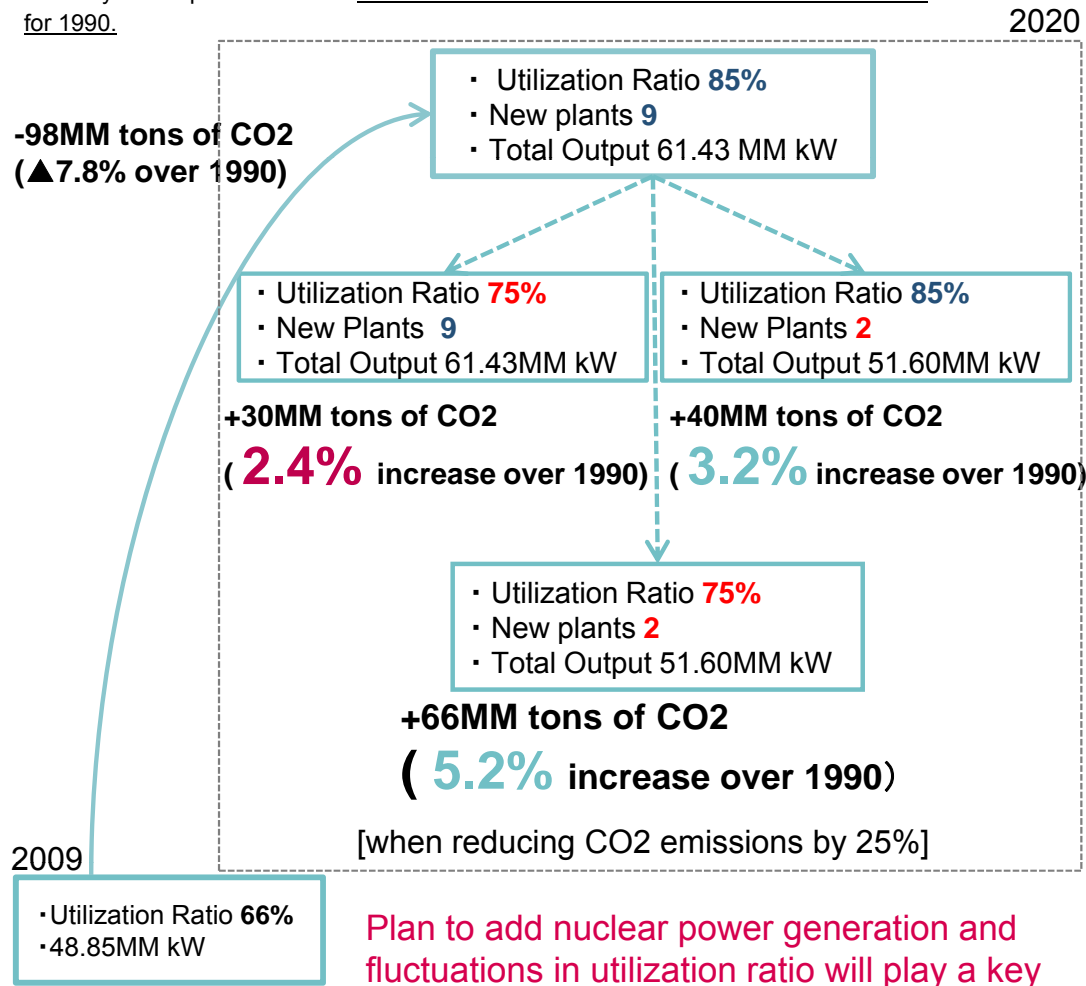 for 1990.
2020
・ Utilization Ratio 85%
・ New plants 9
・ Total Output 61.43 MM kW
-98MM tons of CO2
(▲7.8% over 1990)
・ Utilization Ratio 75%
・ New Plants 9
・ Total Output 61.43MM kW
・ Utilization Ratio 85%
・ New Plants 2
・ Total Output 51.60MM kW
+30MM tons of CO2
( 2.4% increase over 1990)
+40MM tons of CO2
( 3.2% increase over 1990)
・ Utilization Ratio 75%
・ New plants 2
・ Total Output 51.60MM kW
+66MM tons of CO2
( 5.2% increase over 1990)
[when reducing CO2 emissions by 25%]
2009
・Utilization Ratio 66%
・48.85MM kW
Plan to add nuclear power generation and
fluctuations in utilization ratio will play a key